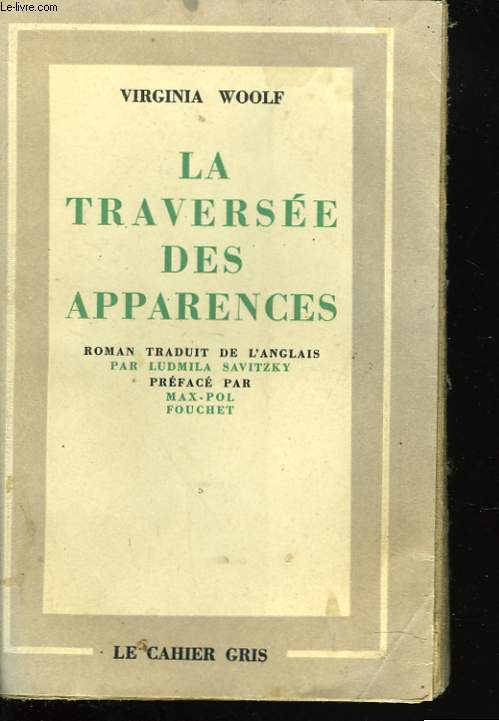 Le-livre.com
VIRGINIA WOOLF
LA
TRAVERSÉE
DES
APPARENCES
ROMAN TRADUIT DE L'ANGLAIS
PAR LUDMILA SAVITZKY
PRÉFACÉ PAR
MAX-POL
FOUCHET
LE CAHIER GRIS